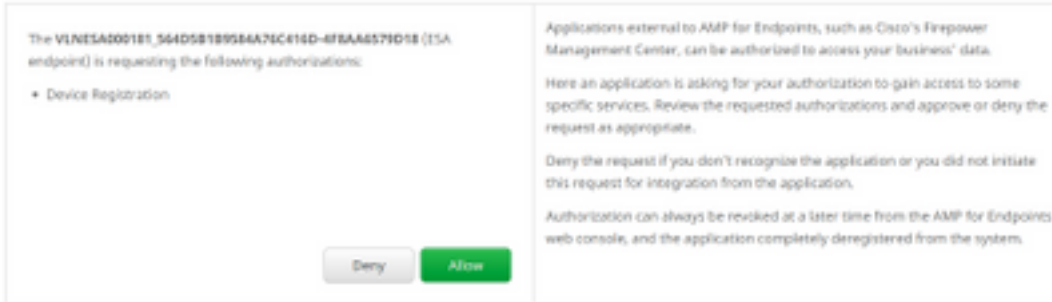 The VLNESA000181_564D5B1B9584A76C416D-4F8AA6579D18 (ESA
endpoint) is requesting the following authorizations:
• Device Registration
Deny
Allow
Applications external to AMP for Endpoints, such as Cisco's Firepower
Management Center, can be authorized to access your business' data.
Here an application is asking for your authorization to gain access to some
specific services. Review the requested authorizations and approve or deny the
request as appropriate.
Deny the request if you don't recognize the application or you did not initiate
this request for integration from the application.
Authorization can always be revoked at a later time from the AMP for Endpoints
web console, and the application completely deregistered from the system.